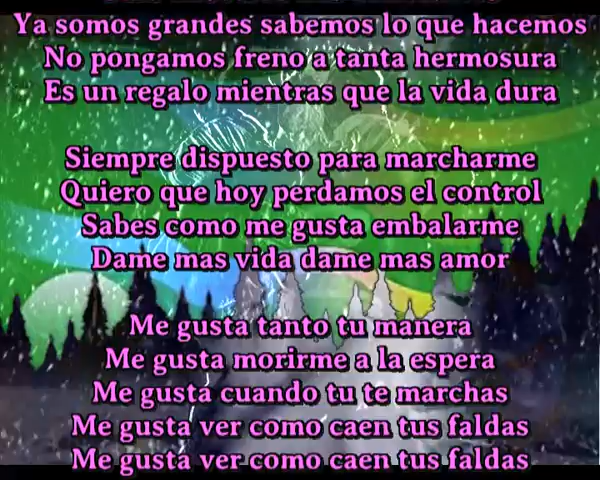 Ya somos grandes sabemos lo que hacemos
No pongamos freno a tanta hermosura
Es un regalo mientras que la vida dura
Siempre dispuesto para marcharme
Quiero que hoy perdamos el control
Sabes como me gusta embalarme
Dame mas vida dame mas amor
Me gusta tanto tu manera
Me gusta morirme a la espera
Me gusta cuando tu te marchas
Me gusta ver como caen tus faldas
Me gusta ver como caen tus faldas